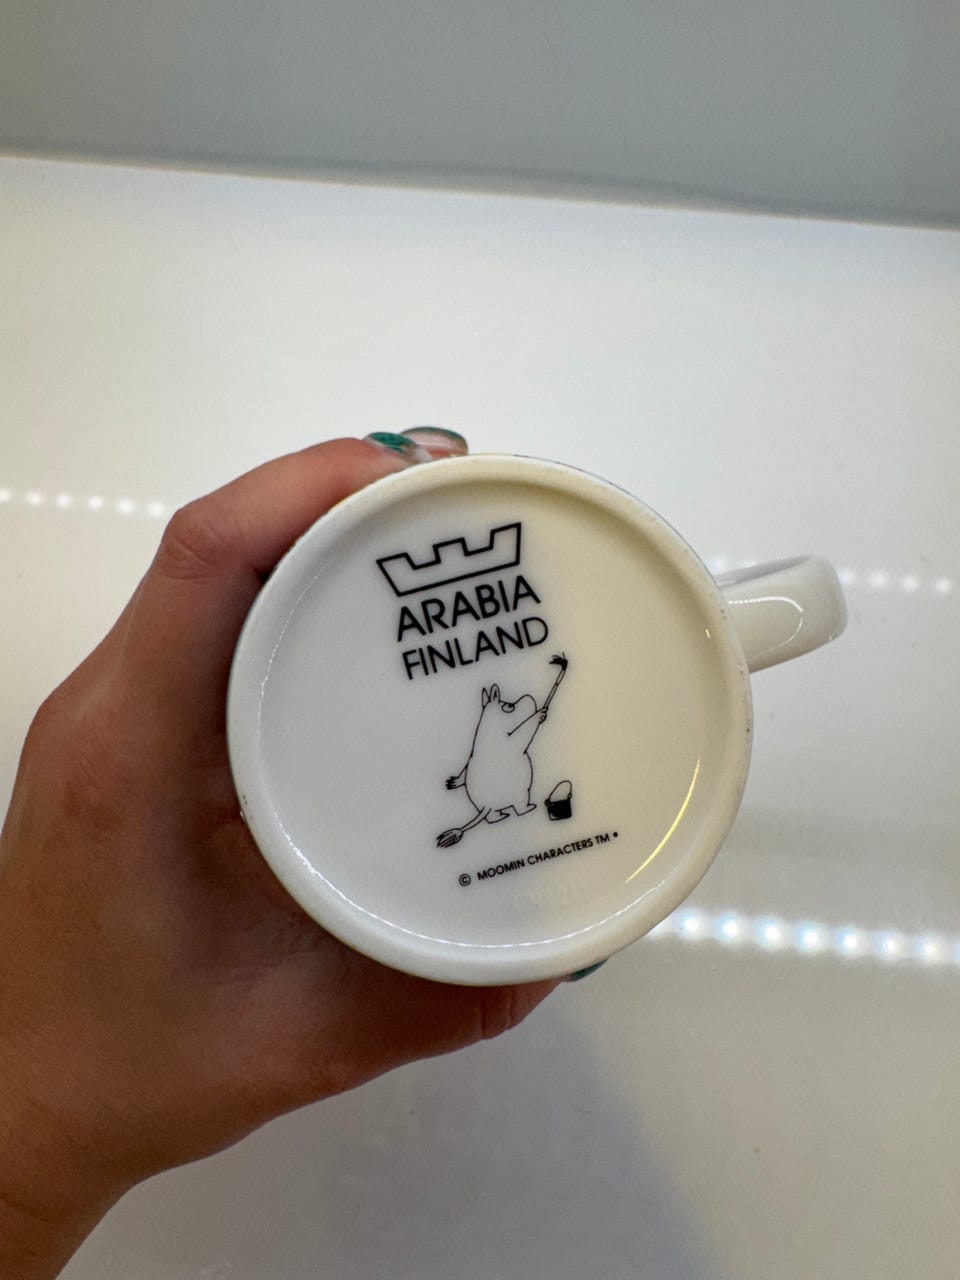 ARABIA
FINLAND
© MOOMIN CHARACTERS TM •